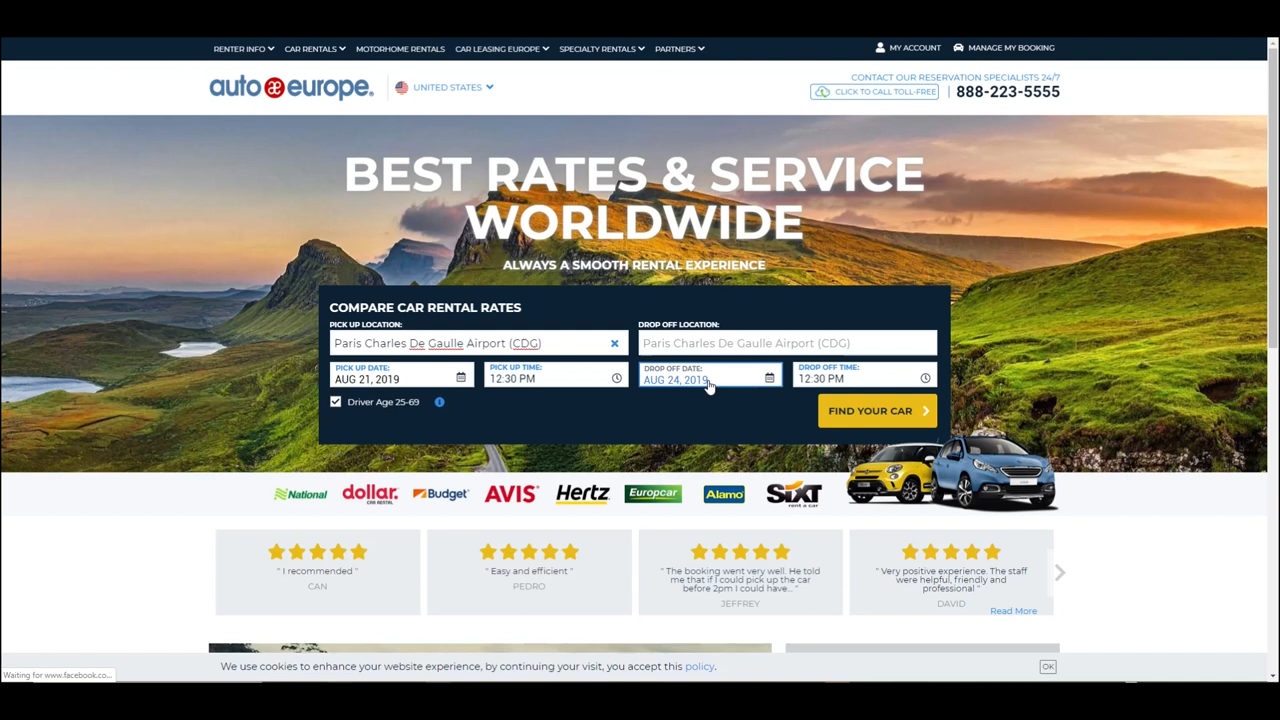 RENTER INFO CAR RENTALS MOTORHOME RENTALS CAR LEASING EUROPE SPECIALTY RENTALS PARTNERS MY ACCOUNT MANAGE MY BOOKING
auto æ europe. UNITED STATES
CONTACT OUR RESERVATION SPECIALISTS 24/7
CLICK TO CALL TOLL-FREE | 888-223-5555
BEST RATES & SERVICE
WORLDWIDE
ALWAYS A SMOOTH RENTAL EXPERIENCE
COMPARE CAR RENTAL RATES
PICK UP LOCATION: DROP OFF LOCATION:
Paris Charles De Gaulle Airport (CDG) Paris Charles De Gaulle Airport (CDG)
PICK UP DATE: PICK UP TIME: DROP OFF DATE: DROP OFF TIME:
AUG 21, 2019 12:30 PM AUG 24, 2019 12:30 PM
Driver Age 25-69
FIND YOUR CAR
National dollar. CAR RENTAL Budget AVIS Hertz Europcar Alamo SIXT rent a car
" I recommended "
CAN
" Easy and efficient "
PEDRO
" The booking went very well. He told
me that if I could pick up the car
before 2pm I could have... "
JEFFREY
" Very positive experience. The staff
were helpful, friendly and
professional "
DAVID
Read More
We use cookies to enhance your website experience, by continuing your visit, you accept this policy. OK
Waiting for www.facebook.co...